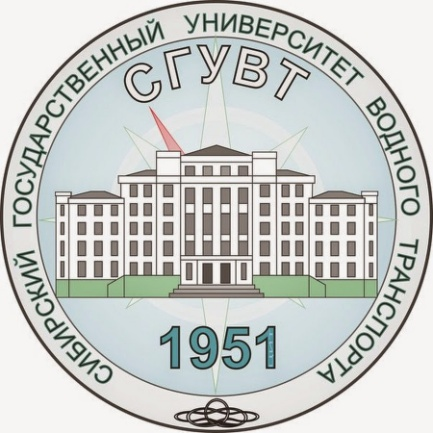 СИБИРСКИЙ ГОСУДАРСТВЕННЫЙ УНИВЕРСИТЕТ ВОДНОГО ТРАНСПОРТА
СГУВТ
1951